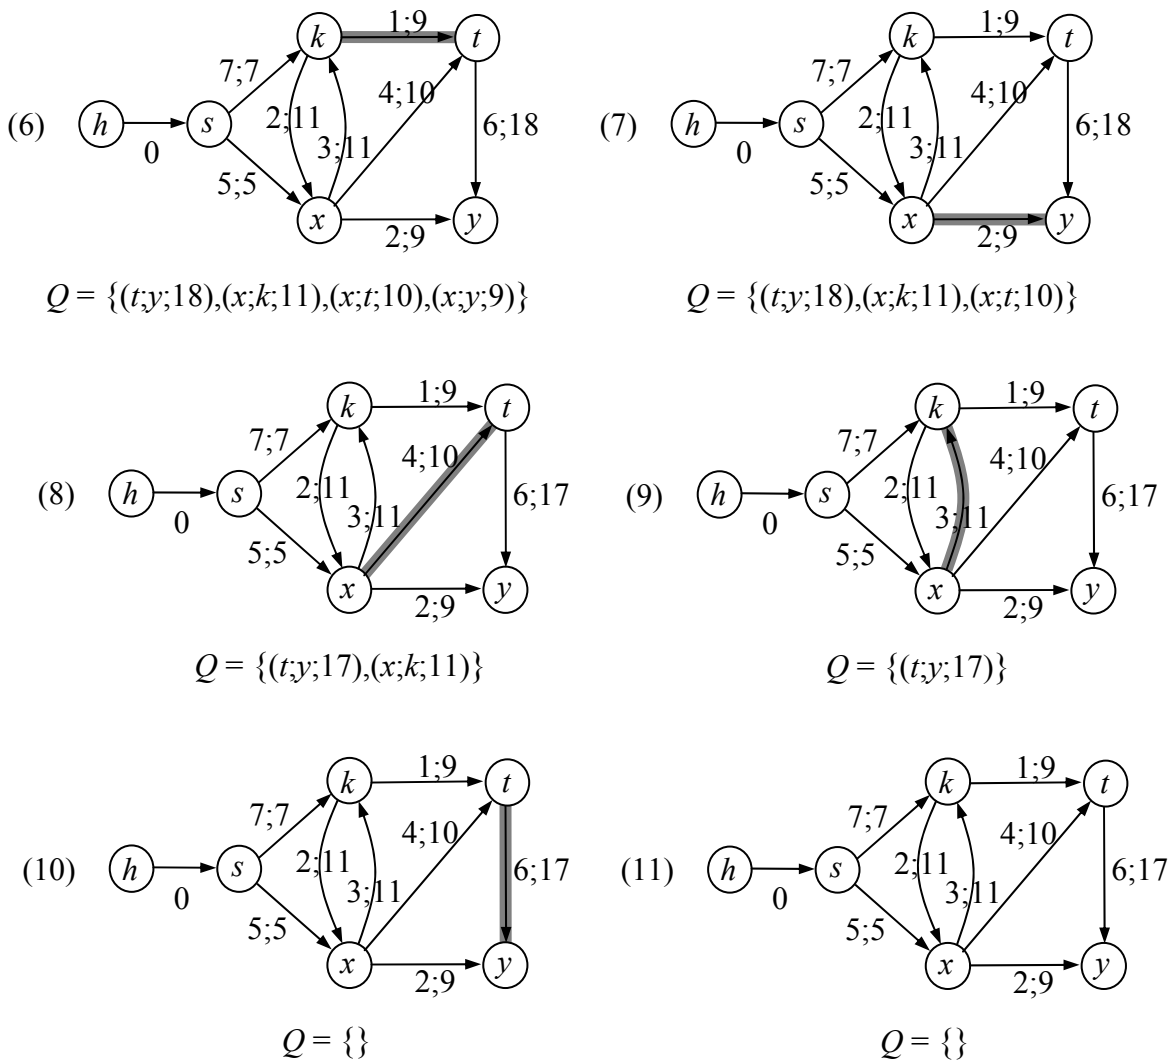 (6) h s k x t y 0 7;7 5;5 2;11 3;11 1;9 4;10 6;18 2;9
Q = {(t;y;18),(x;k;11),(x;t;10),(x;y;9)}
(7) h s k x t y 0 7;7 5;5 2;11 3;11 1;9 4;10 6;18 2;9
Q = {(t;y;18),(x;k;11),(x;t;10)}
(8) h s k x t y 0 7;7 5;5 2;11 3;11 1;9 4;10 6;17 2;9
Q = {(t;y;17),(x;k;11)}
(9) h s k x t y 0 7;7 5;5 2;11 3;11 1;9 4;10 6;17 2;9
Q = {(t;y;17)}
(10) h s k x t y 0 7;7 5;5 2;11 3;11 1;9 4;10 6;17 2;9
Q = {}
(11) h s k x t y 0 7;7 5;5 2;11 3;11 1;9 4;10 6;17 2;9
Q = {}